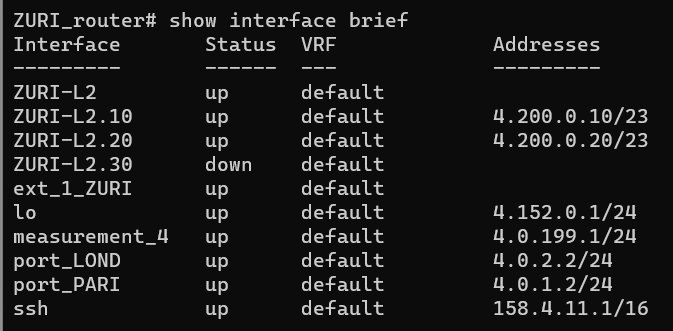 ZURI_router# show interface brief
Interface       Status  VRF             Addresses
---------       ------  ---             ---------
ZURI-L2         up      default
ZURI-L2.10      up      default         4.200.0.10/23
ZURI-L2.20      up      default         4.200.0.20/23
ZURI-L2.30      down    default
ext_1_ZURI      up      default
lo              up      default         4.152.0.1/24
measurement_4   up      default         4.0.199.1/24
port_LOND       up      default         4.0.2.2/24
port_PARI       up      default         4.0.1.2/24
ssh             up      default         158.4.11.1/16